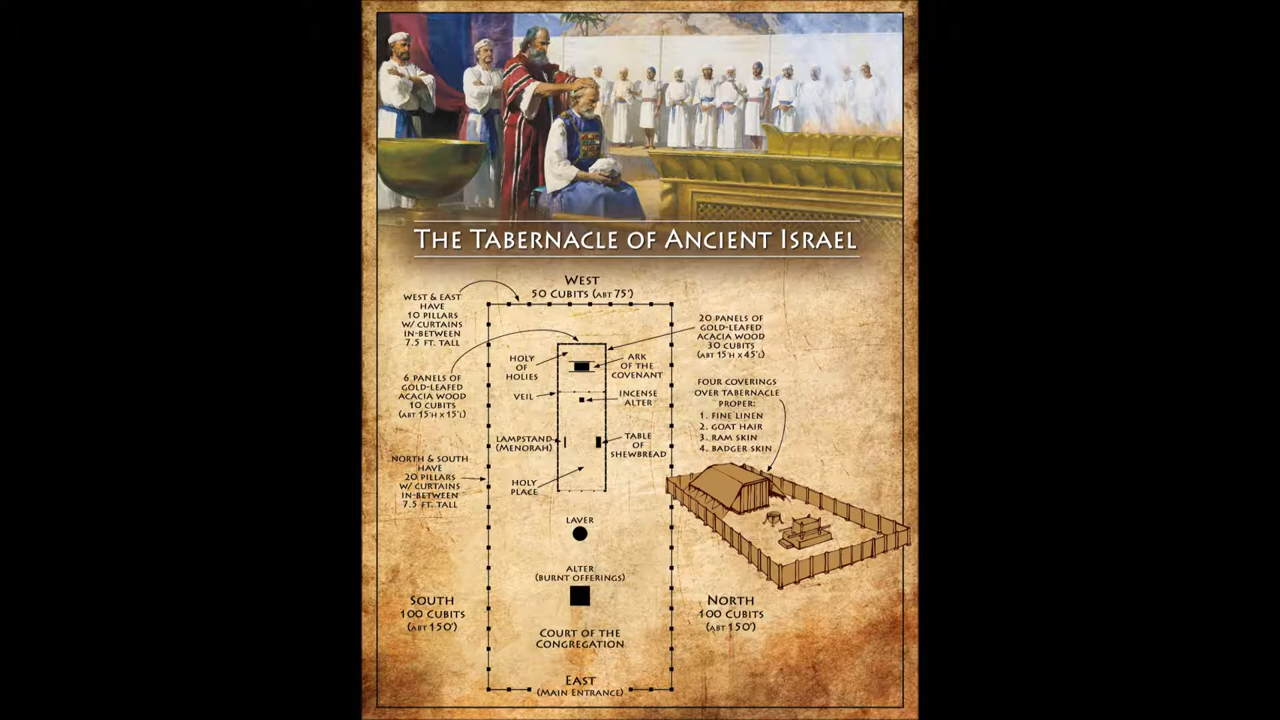 THE TABERNACLE OF ANCIENT ISRAEL
WEST
50 CUBITS (ABT 75')
WEST & EAST
HAVE
10 PILLARS
W/ CURTAINS
IN-BETWEEN
7.5 FT. TALL
20 PANELS OF
GOLD-LEAFED
ACACIA WOOD
30 CUBITS
(ABT 15'H X 45'L)
HOLY
OF
HOLIES
ARK
OF THE
COVENANT
6 PANELS OF
GOLD-LEAFED
ACACIA WOOD
10 CUBITS
(ABT 15'H X 15'L)
VEIL
INCENSE
ALTER
FOUR COVERINGS
OVER TABERNACLE
PROPER:
1. FINE LINEN
2. GOAT HAIR
3. RAM SKIN
4. BADGER SKIN
LAMPSTAND
(MENORAH)
TABLE
OF
SHEWBREAD
NORTH & SOUTH
HAVE
20 PILLARS
W/ CURTAINS
IN-BETWEEN
7.5 FT. TALL
HOLY
PLACE
LAVER
ALTER
(BURNT OFFERINGS)
SOUTH
100 CUBITS
(ABT 150')
NORTH
100 CUBITS
(ABT 150')
COURT OF THE
CONGREGATION
EAST
(MAIN ENTRANCE)